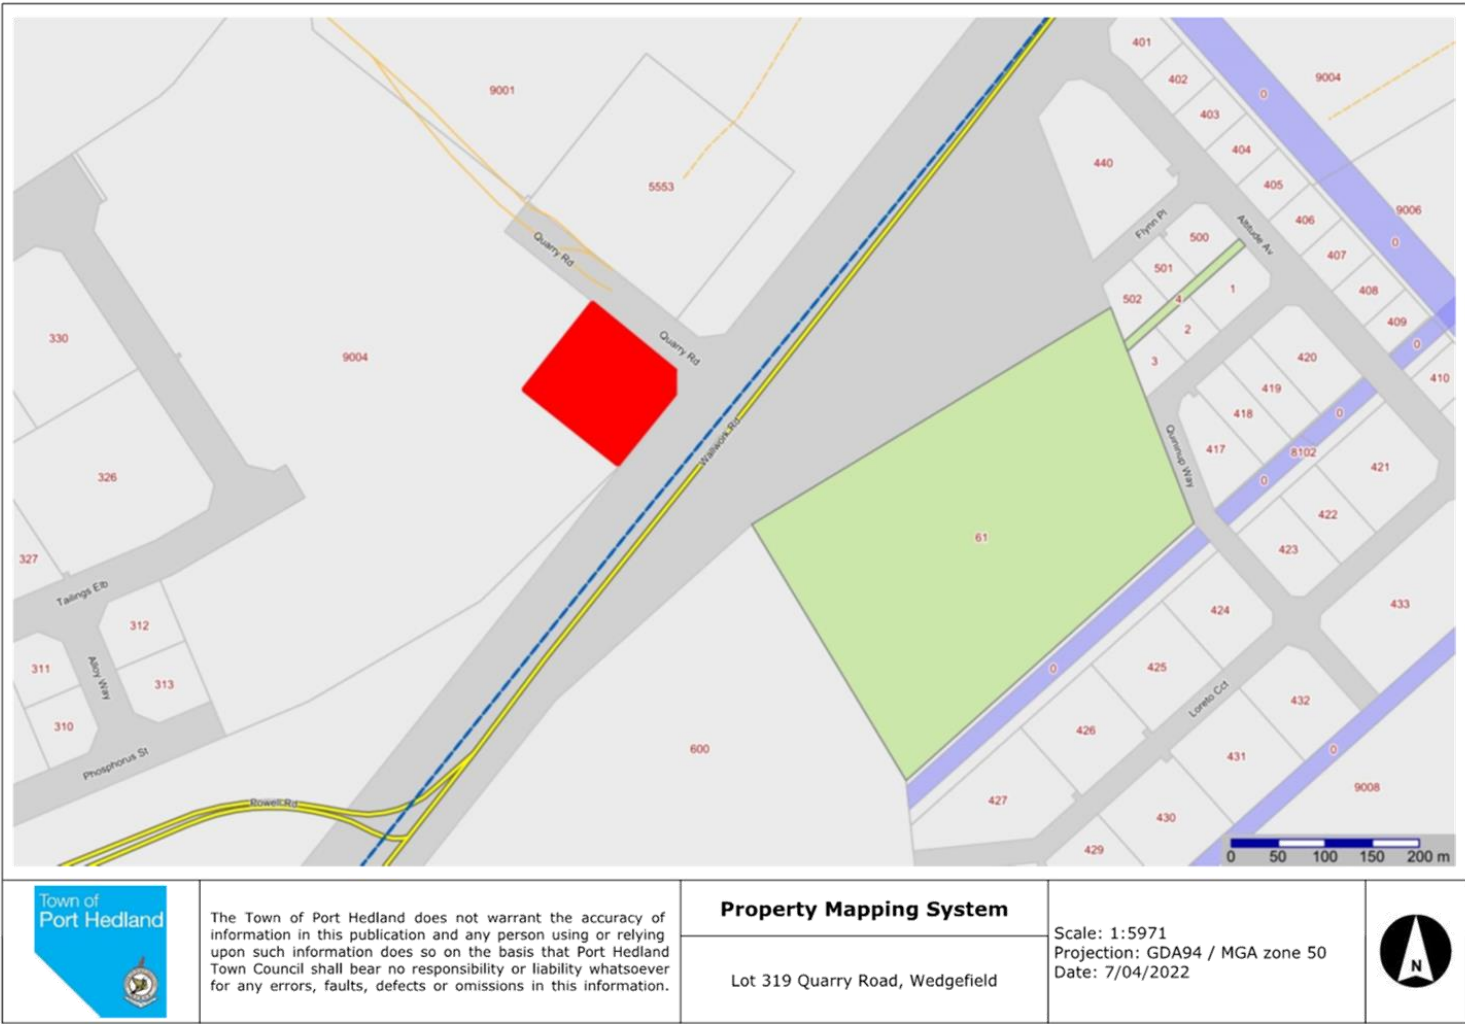 401
402
403
404
405
406
407
408
409
410
0
9004
9006
0
9001
5553
440
Flynn Pl
Altitude Av
500
501
502
4
1
2
3
Quarry Rd
Quarry Rd
330
9004
326
327
Tailings Elb
312
311
313
310
Alloy Way
Phosphorus St
Powell Rd
Wallwork Rd
61
600
Quininup Way
420
419
418
417
0
0
8102
0
421
422
423
424
433
425
0
426
Loreto Cct
432
431
0
427
430
429
9008
0 50 100 150 200 m
Town of
Port Hedland
The Town of Port Hedland does not warrant the accuracy of
information in this publication and any person using or relying
upon such information does so on the basis that Port Hedland
Town Council shall bear no responsibility or liability whatsoever
for any errors, faults, defects or omissions in this information.
Property Mapping System
Lot 319 Quarry Road, Wedgefield
Scale: 1:5971
Projection: GDA94 / MGA zone 50
Date: 7/04/2022
N